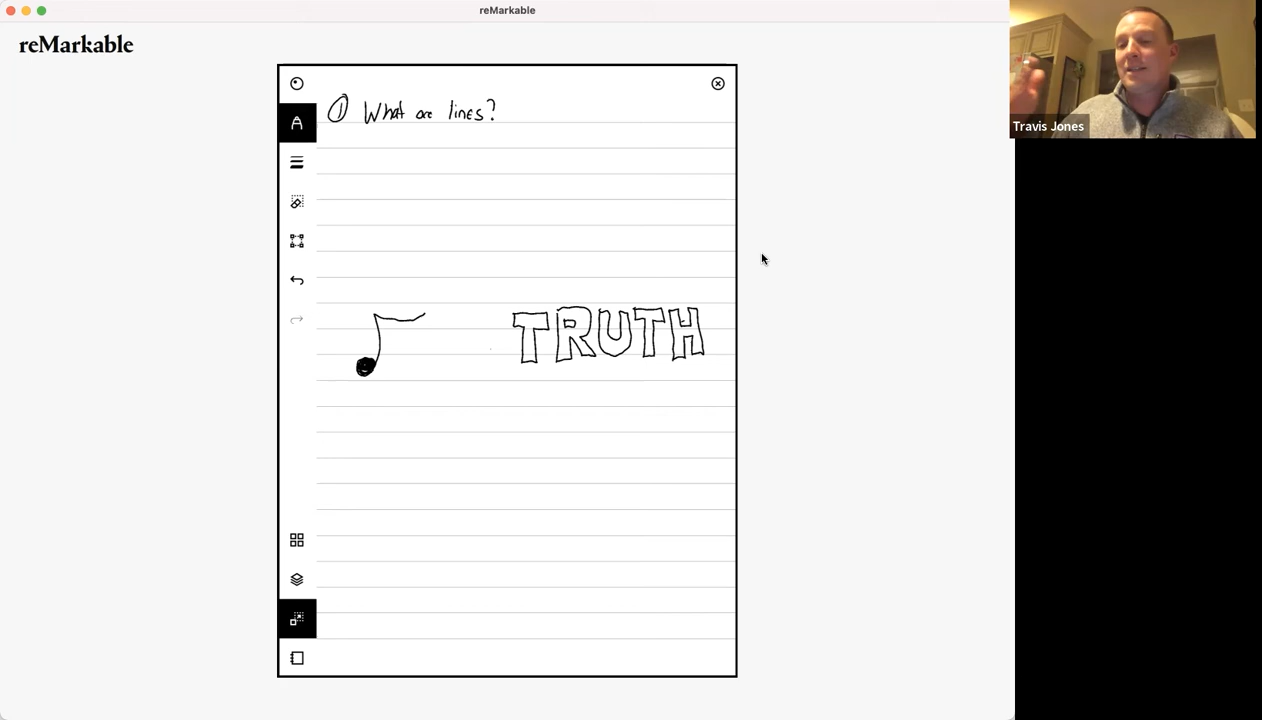 reMarkable
reMarkable
① What are lines?
TRUTH
Travis Jones